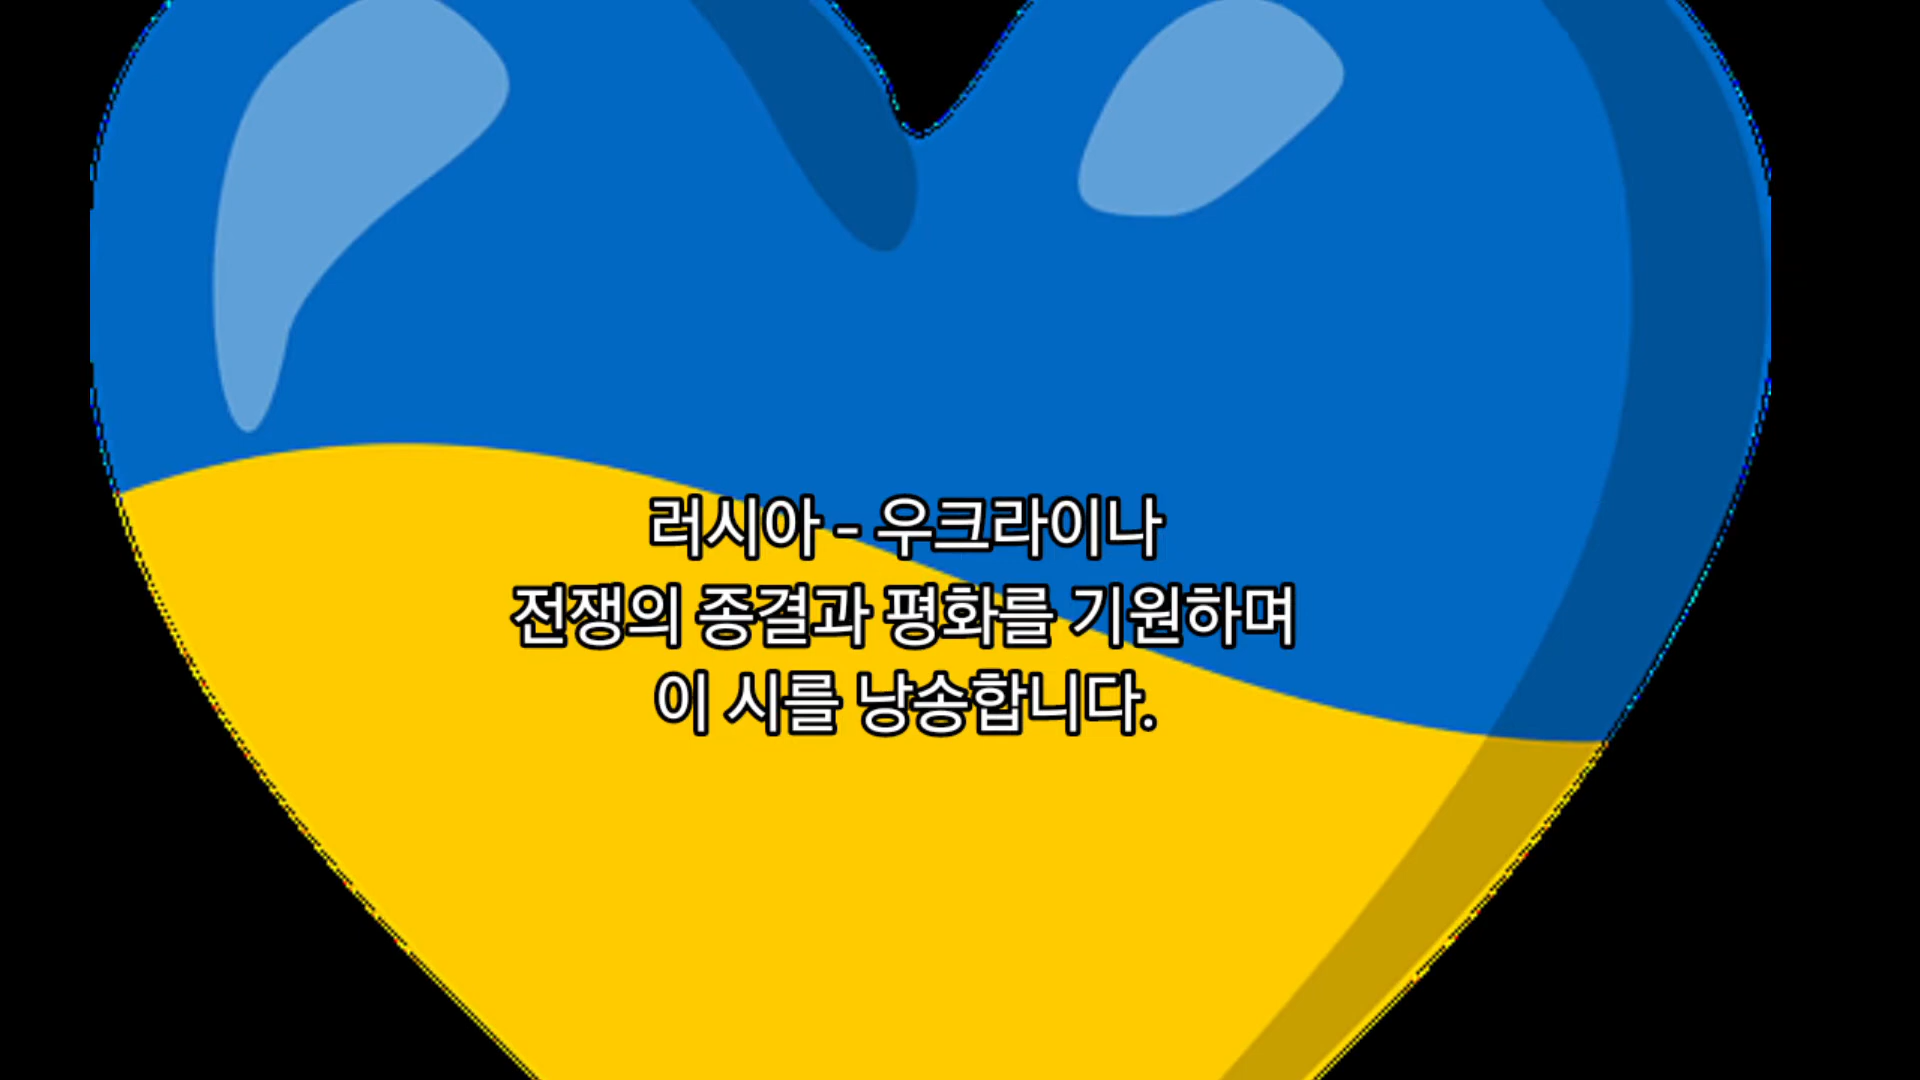 러시아 - 우크라이나
전쟁의 종결과 평화를 기원하며
이 시를 낭송합니다.